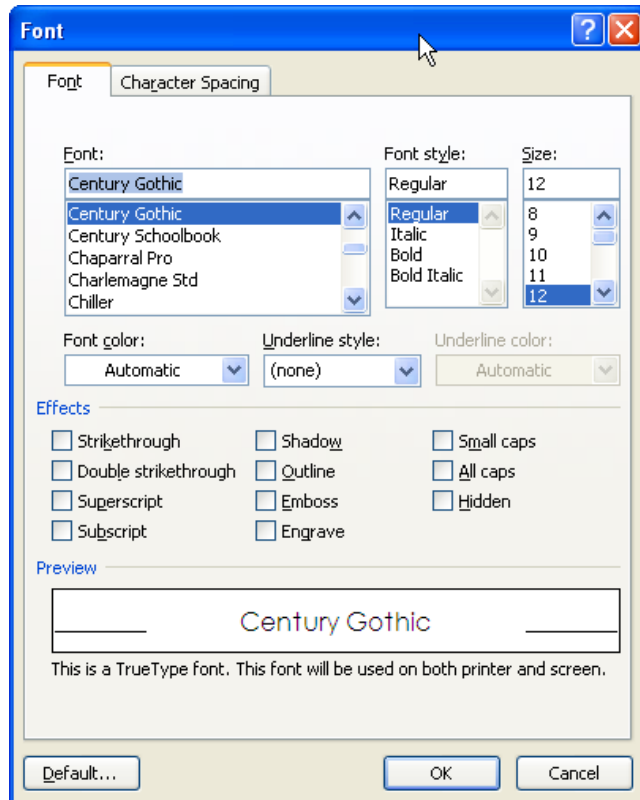 Font
Font Character Spacing
Font: Font style: Size:
Century Gothic Regular 12
Century Gothic Regular 8
Century Schoolbook Italic 9
Chaparral Pro Bold 10
Charlemagne Std Bold Italic 11
Chiller 12
Font color: Underline style: Underline color:
Automatic (none) Automatic
Effects
Strikethrough Shadow Small caps
Double strikethrough Outline All caps
Superscript Emboss Hidden
Subscript Engrave
Preview
Century Gothic
This is a TrueType font. This font will be used on both printer and screen.
Default... OK Cancel